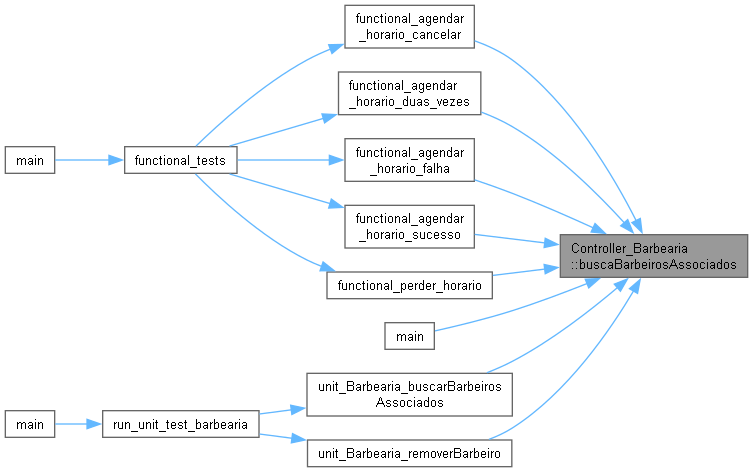 functional_agendar
_horario_cancelar
functional_agendar
_horario_duas_vezes
main
functional_tests
functional_agendar
_horario_falha
functional_agendar
_horario_sucesso
Controller_Barbearia
::buscaBarbeirosAssociados
functional_perder_horario
main
unit_Barbearia_buscarBarbeiros
Associados
main
run_unit_test_barbearia
unit_Barbearia_removerBarbeiro